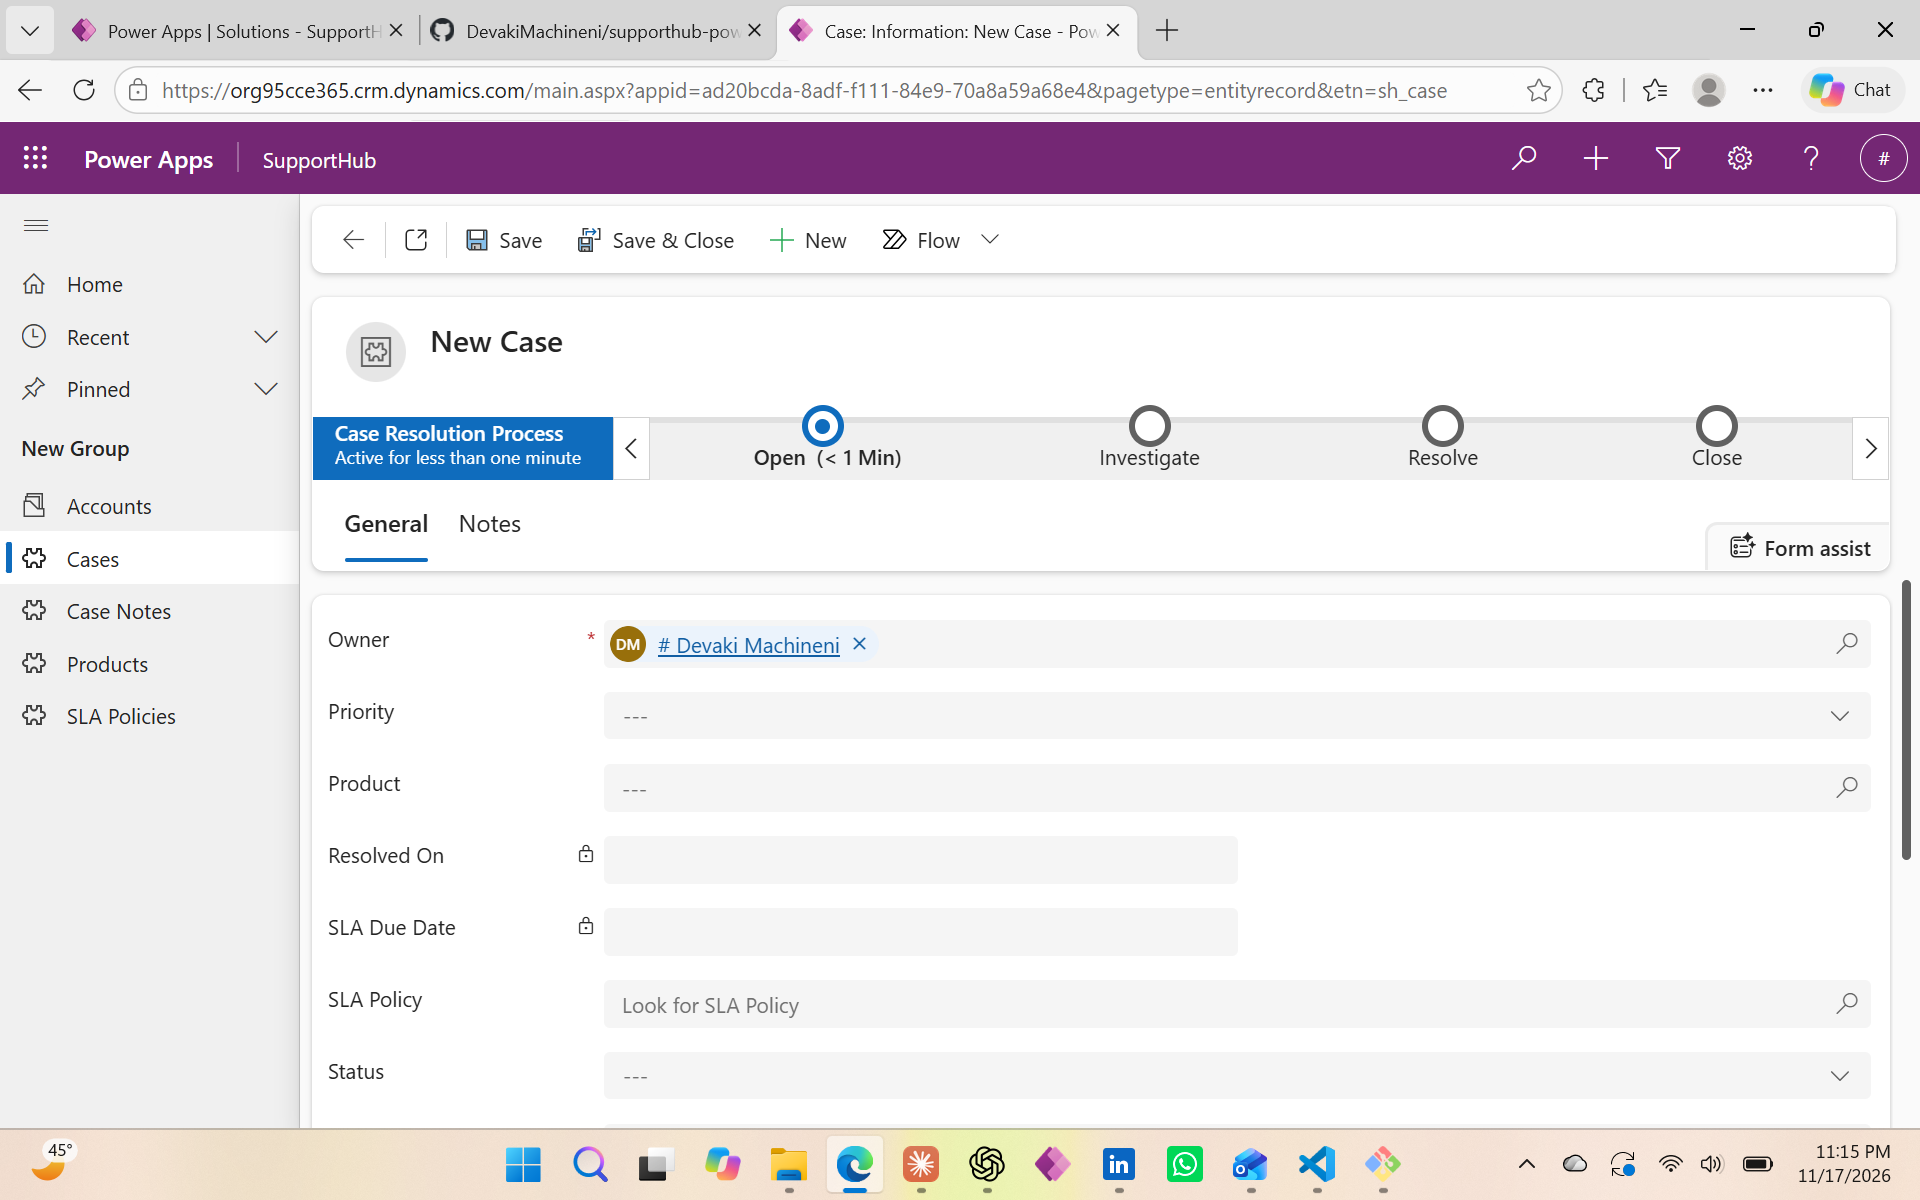 Power Apps | Solutions - SupportH
DevakiMachineni/supporthub-pow
Case: Information: New Case - Pow
https://org95cce365.crm.dynamics.com/main.aspx?appid=ad20bcda-8adf-f111-84e9-70a8a59a68e4&pagetype=entityrecord&etn=sh_case
Chat
Power Apps
SupportHub
#
Save
Save & Close
New
Flow
Home
Recent
Pinned
New Group
Accounts
Cases
Case Notes
Products
SLA Policies
New Case
Case Resolution Process
Active for less than one minute
Open (< 1 Min)
Investigate
Resolve
Close
General
Notes
Form assist
Owner
*
DM
# Devaki Machineni
Priority
---
Product
---
Resolved On
SLA Due Date
SLA Policy
Look for SLA Policy
Status
---
45°
11:15 PM
11/17/2026